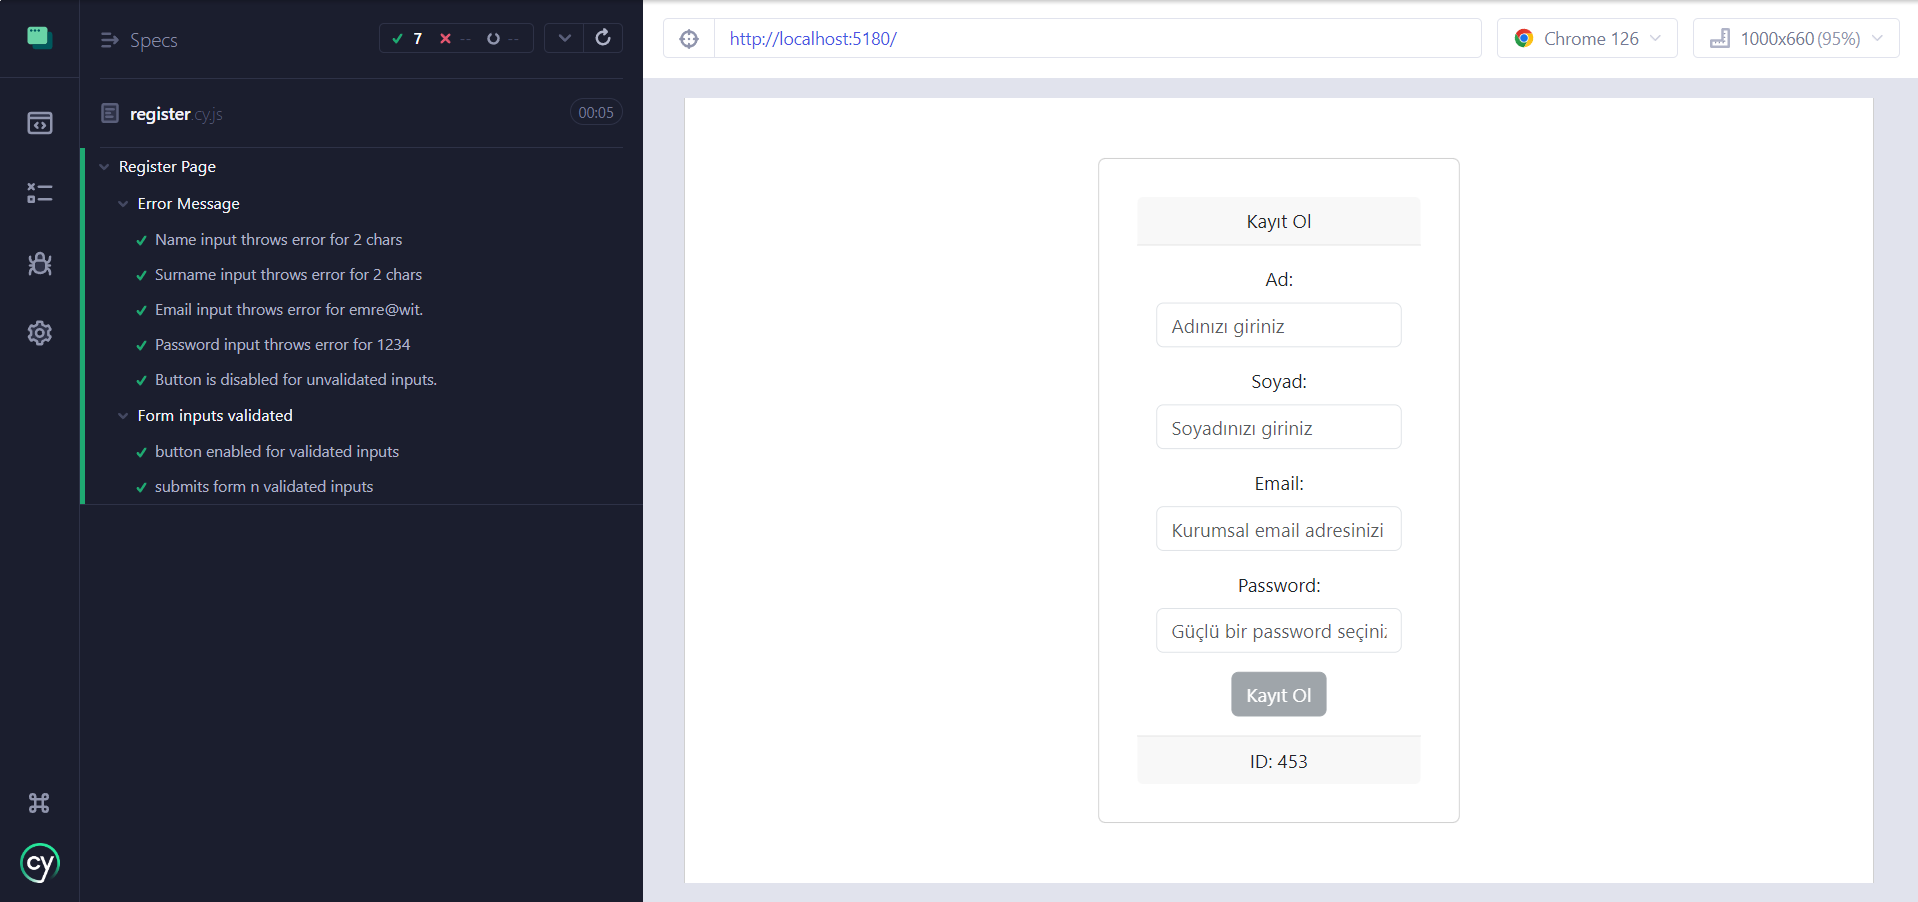 Specs
7 -- --
register.cy.js
00:05
Register Page
Error Message
Name input throws error for 2 chars
Surname input throws error for 2 chars
Email input throws error for emre@wit.
Password input throws error for 1234
Button is disabled for unvalidated inputs.
Form inputs validated
button enabled for validated inputs
submits form n validated inputs
cy
http://localhost:5180/
Chrome 126
1000x660 (95%)
Kayıt Ol
Ad:
Adınızı giriniz
Soyad:
Soyadınızı giriniz
Email:
Kurumsal email adresinizi
Password:
Güçlü bir password seçiniz
Kayıt Ol
ID: 453